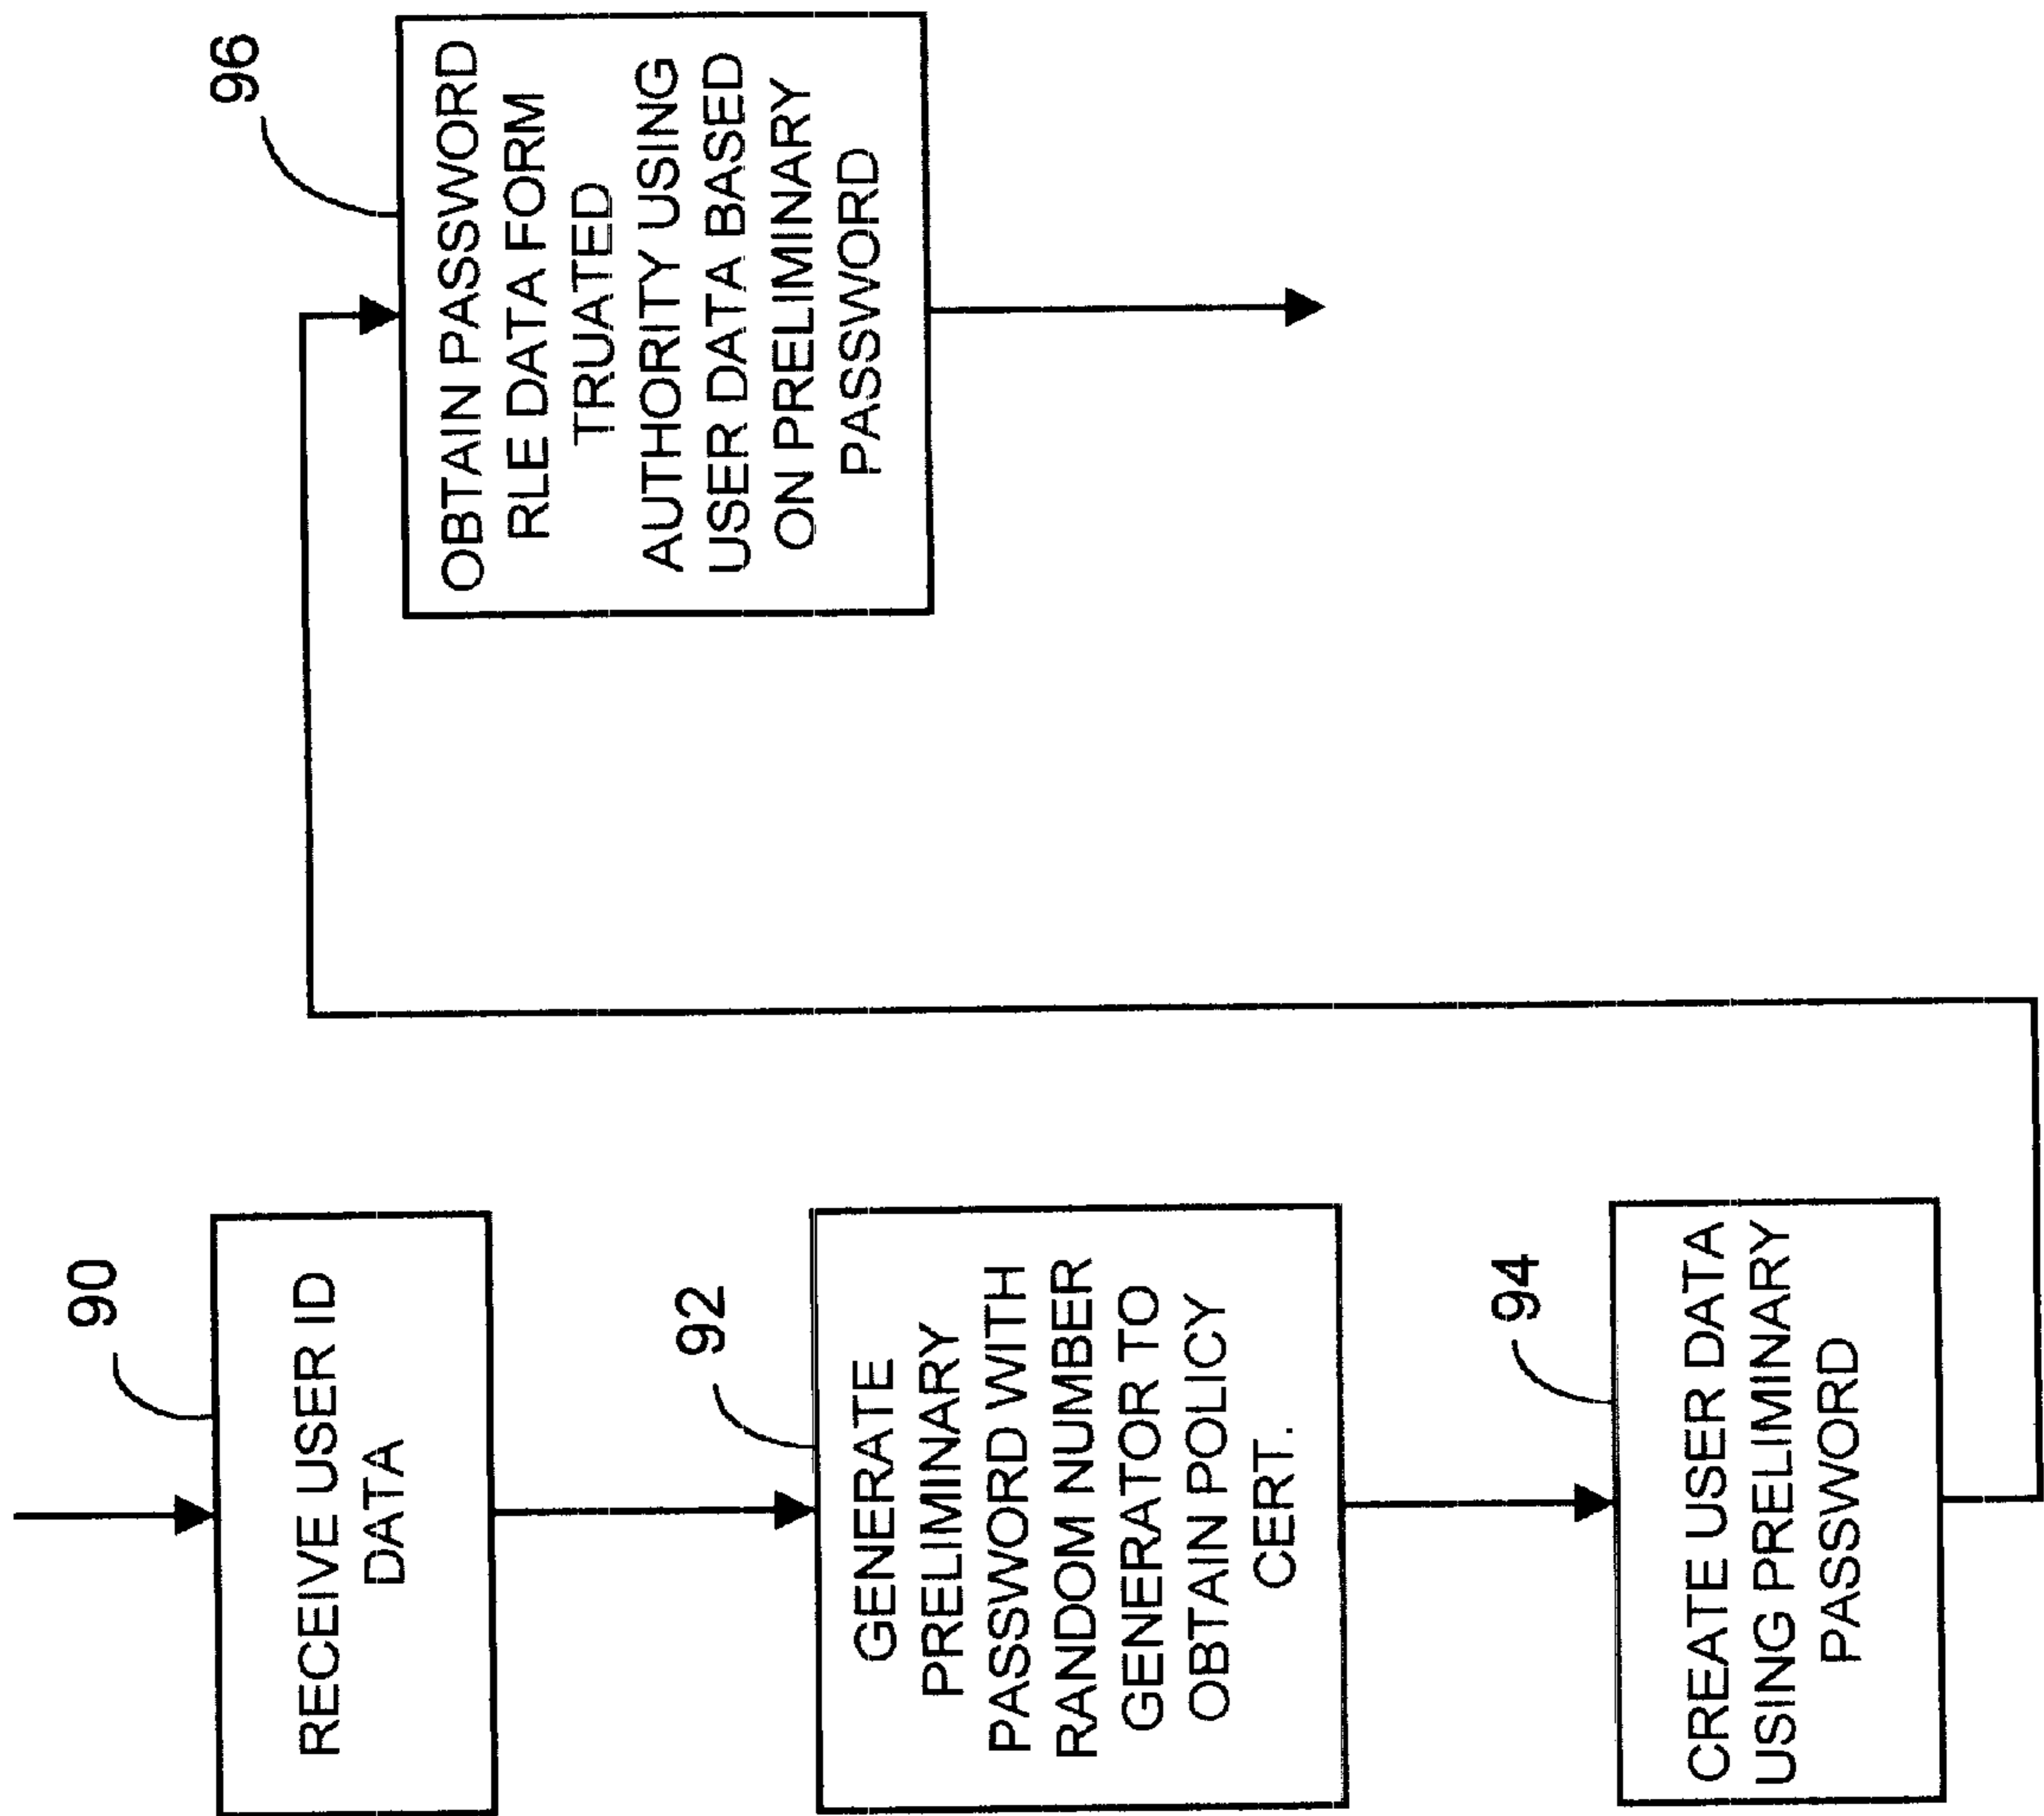 90
RECEIVE USER ID
DATA
92
GENERATE
PRELIMINARY
PASSWORD WITH
RANDOM NUMBER
GENERATOR TO
OBTAIN POLICY
CERT.
94
CREATE USER DATA
USING PRELIMINARY
PASSWORD
96
OBTAIN PASSWORD
RLE DATA FORM
TRUATED
AUTHORITY USING
USER DATA BASED
ON PRELIMINARY
PASSWORD